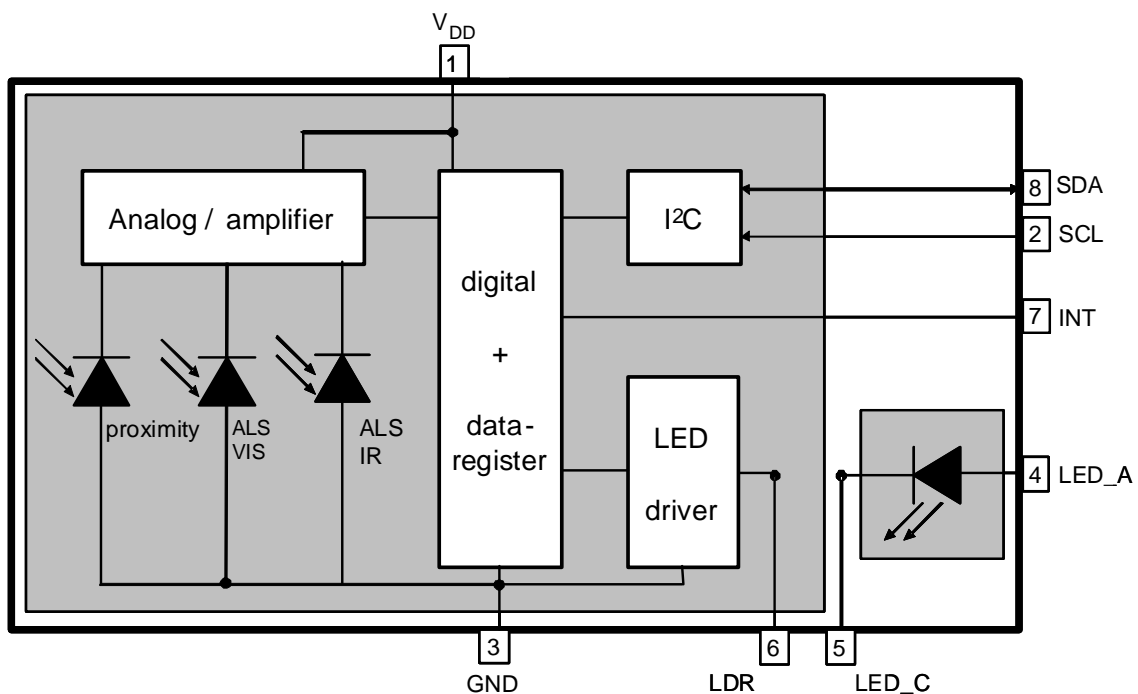 V_DD
1
Analog / amplifier
I²C
8 SDA
2 SCL
digital
+
data-
register
7 INT
proximity
ALS
VIS
ALS
IR
LED
driver
4 LED_A
3
GND
6
LDR
5
LED_C